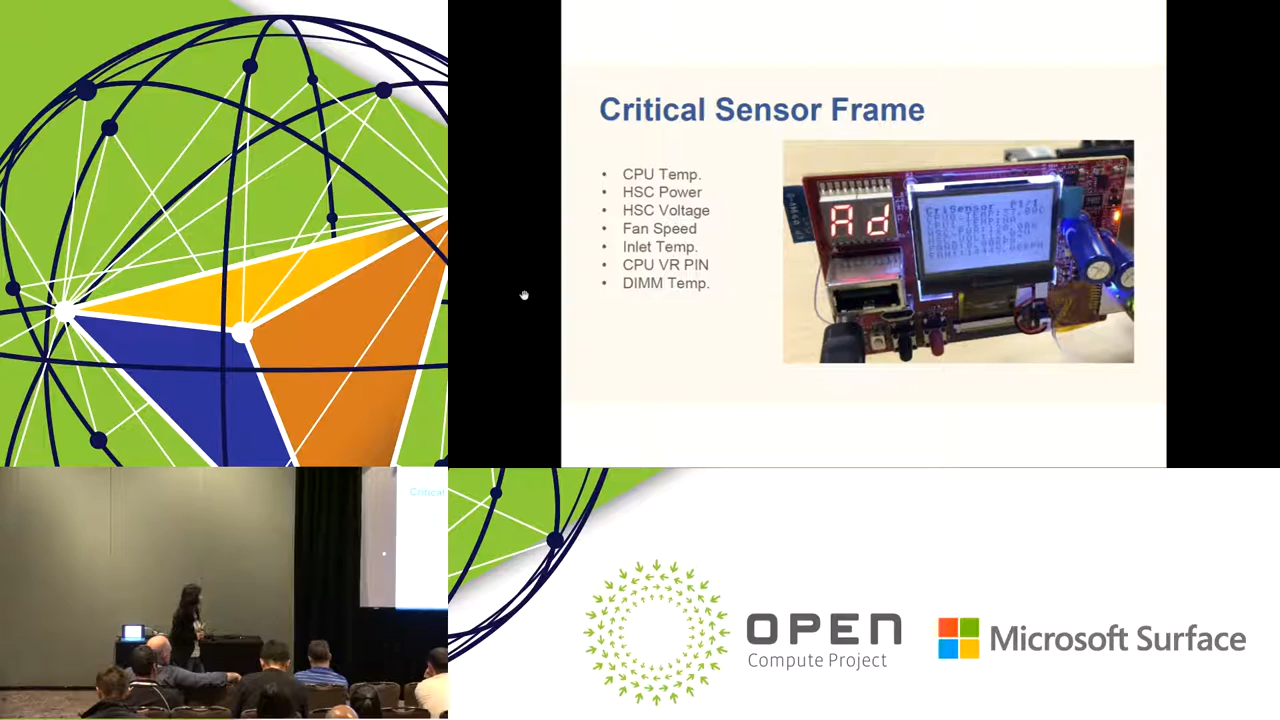 Critical Sensor Frame
• CPU Temp.
• HSC Power
• HSC Voltage
• Fan Speed
• Inlet Temp.
• CPU VR PIN
• DIMM Temp.
Ad
Critical
OPEN
Compute Project
Microsoft Surface